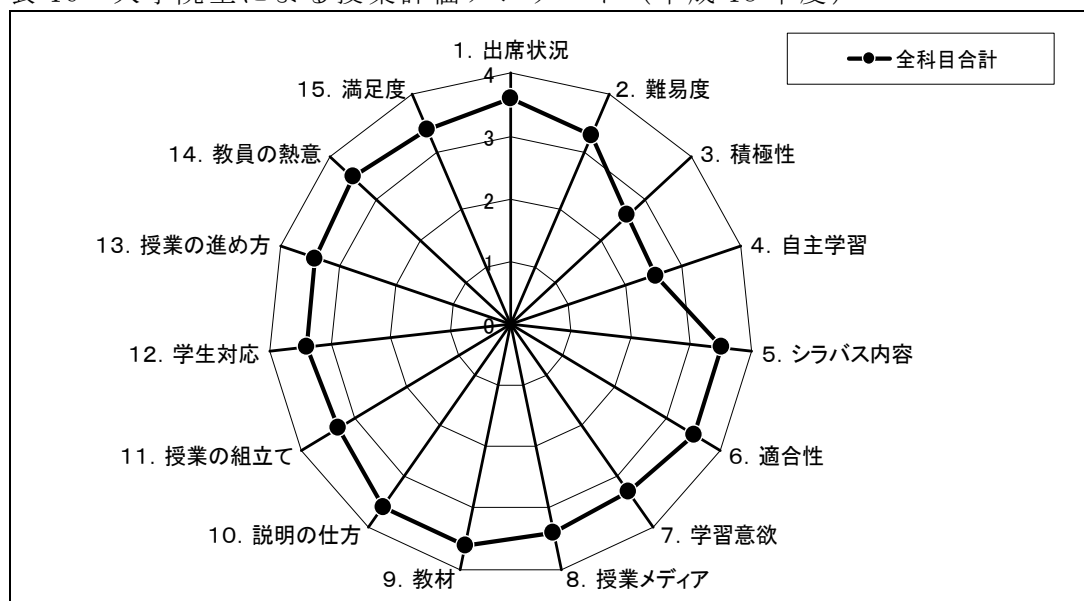 1. 出席状況
2. 難易度
3. 積極性
4. 自主学習
5. シラバス内容
6. 適合性
7. 学習意欲
8. 授業メディア
9. 教材
10. 説明の仕方
11. 授業の組立て
12. 学生対応
13. 授業の進め方
14. 教員の熱意
15. 満足度
4
3
2
1
0
全科目合計